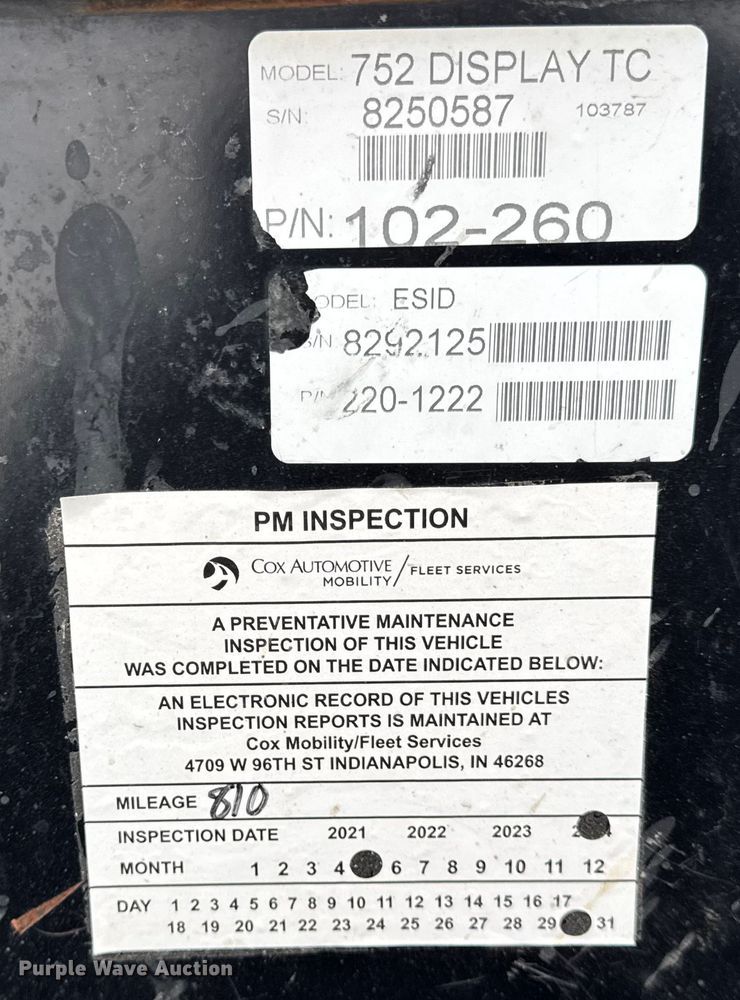 MODEL: 752 DISPLAY TC
S/N: 8250587 103787
P/N: 102-260
ODEL: ESID
S/N 8292125
P/N 220-1222
PM INSPECTION
COX AUTOMOTIVE MOBILITY / FLEET SERVICES
A PREVENTATIVE MAINTENANCE
INSPECTION OF THIS VEHICLE
WAS COMPLETED ON THE DATE INDICATED BELOW:
AN ELECTRONIC RECORD OF THIS VEHICLES
INSPECTION REPORTS IS MAINTAINED AT
Cox Mobility/Fleet Services
4709 W 96TH ST INDIANAPOLIS, IN 46268
MILEAGE 810
INSPECTION DATE 2021 2022 2023
MONTH 1 2 3 4 6 7 8 9 10 11 12
DAY 1 2 3 4 5 6 7 8 9 10 11 12 13 14 15 16 17
18 19 20 21 22 23 24 25 26 27 28 29 31
Purple Wave Auction